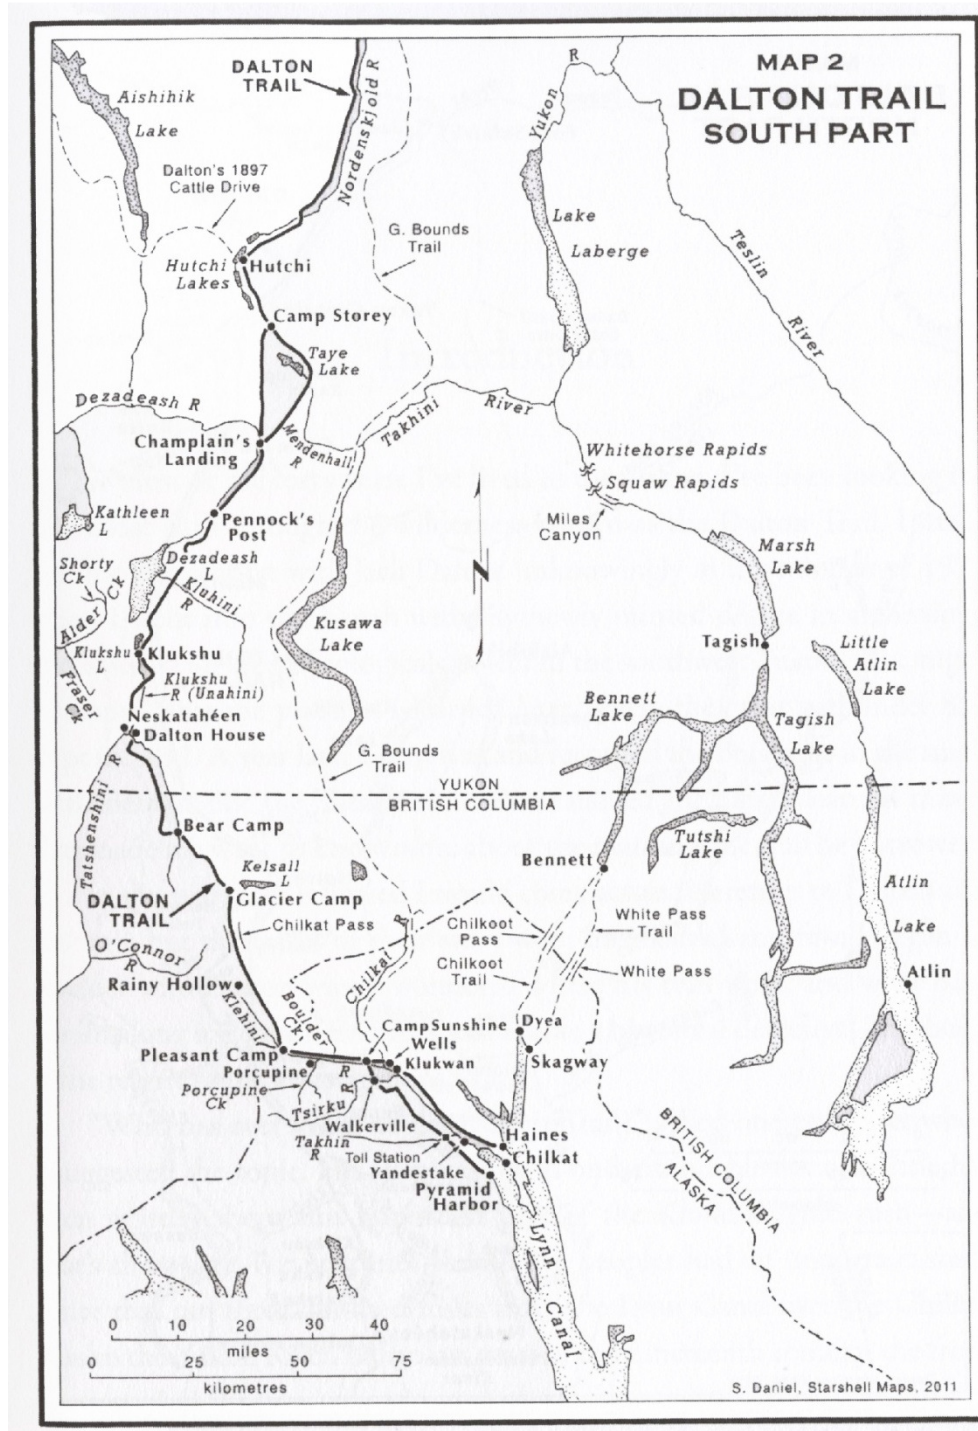 MAP 2
DALTON TRAIL
SOUTH PART
DALTON
TRAIL
Nordenskiold R
Yukon R
Aishihik
Lake
Dalton's 1897
Cattle Drive
G. Bounds
Trail
Lake
Laberge
Teslin
River
Hutchi
Lakes
Hutchi
Camp Storey
Taye
Lake
Dezadeash R
Takhini
River
Champlain's
Landing
Mendenhall
R
Whitehorse Rapids
Squaw Rapids
Miles
Canyon
Kathleen
L
Pennock's
Post
Marsh
Lake
Shorty
Ck
Dezadeash
L
Kluhini
R
Alder Ck
N
Kusawa
Lake
Tagish
Little
Atlin
Lake
Klukshu
L
Klukshu
Klukshu
R (Unahini)
Fraser
Ck
Bennett
Lake
Tagish
Lake
Neskatahéen
Dalton House
G. Bounds
Trail
Tatshenshini R
YUKON
BRITISH COLUMBIA
Bear Camp
Tutshi
Lake
Bennett
Kelsall
L
Glacier Camp
DALTON
TRAIL
Chilkat Pass
Atlin
Lake
Chilkoot
Pass
White Pass
Trail
O'Connor
R
Chilkat R
Chilkoot
Trail
White Pass
Atlin
Rainy Hollow
Klehini
R
Boulder
Ck
Camp Sunshine
Wells
Dyea
Pleasant Camp
Klukwan
Skagway
Porcupine
Porcupine
Ck
Tsirku
R
Walkerville
Takhin
R
Haines
Toll Station
Chilkat
Yandestake
Pyramid
Harbor
BRITISH COLUMBIA
ALASKA
Lynn
Canal
0 10 20 30 40
miles
0 25 50 75
kilometres
S. Daniel, Starshell Maps, 2011